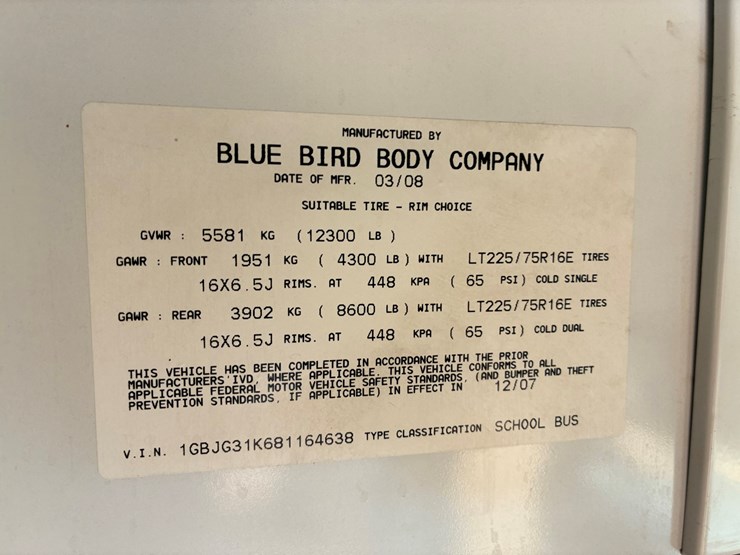 MANUFACTURED BY
BLUE BIRD BODY COMPANY
DATE OF MFR. 03/08
SUITABLE TIRE - RIM CHOICE
GVWR : 5581 KG (12300 LB )
GAWR : FRONT 1951 KG ( 4300 LB ) WITH LT225/75R16E TIRES
16X6.5J RIMS. AT 448 KPA ( 65 PSI ) COLD SINGLE
GAWR : REAR 3902 KG ( 8600 LB ) WITH LT225/75R16E TIRES
16X6.5J RIMS. AT 448 KPA ( 65 PSI ) COLD DUAL
THIS VEHICLE HAS BEEN COMPLETED IN ACCORDANCE WITH THE PRIOR
MANUFACTURERS'IVD, WHERE APPLICABLE. THIS VEHICLE CONFORMS TO ALL
APPLICABLE FEDERAL MOTOR VEHICLE SAFETY STANDARDS, (AND BUMPER AND THEFT
PREVENTION STANDARDS, IF APPLICABLE) IN EFFECT IN 12/07
V.I.N. 1GBJG31K681164638 TYPE CLASSIFICATION SCHOOL BUS